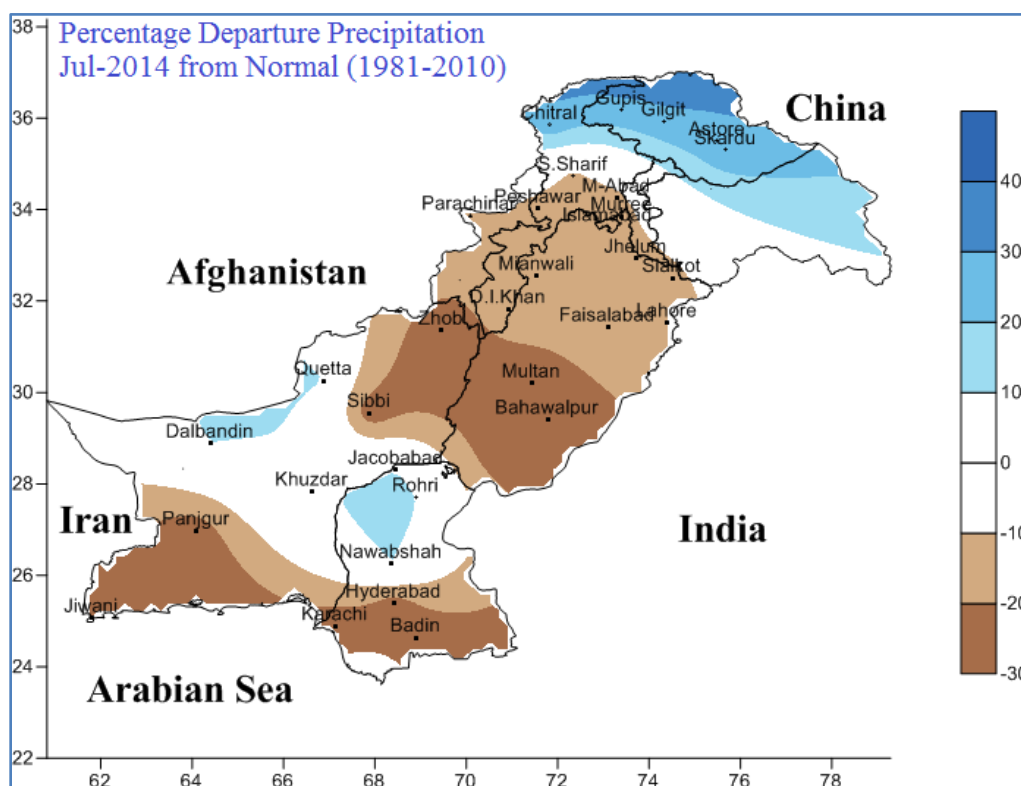 Percentage Departure Precipitation
Jul-2014 from Normal (1981-2010)
38
36
34
32
30
28
26
24
22
China
Gupis
Chitral
Gilgit
Astore
Skardu
S.Sharif
M-Abad
Peshawar
Murree
Parachinar
Islamabad
Jhelum
Afghanistan
Mianwali
Sialkot
D.I.Khan
Zhob
Faisalabad
Lahore
Quetta
Multan
Sibbi
Bahawalpur
Dalbandin
Jacobabad
Khuzdar
Rohri
Iran
Panjgur
India
Nawabshah
Jiwani
Hyderabad
Karachi
Badin
Arabian Sea
62 64 66 68 70 72 74 76 78
40
30
20
10
0
-10
-20
-30